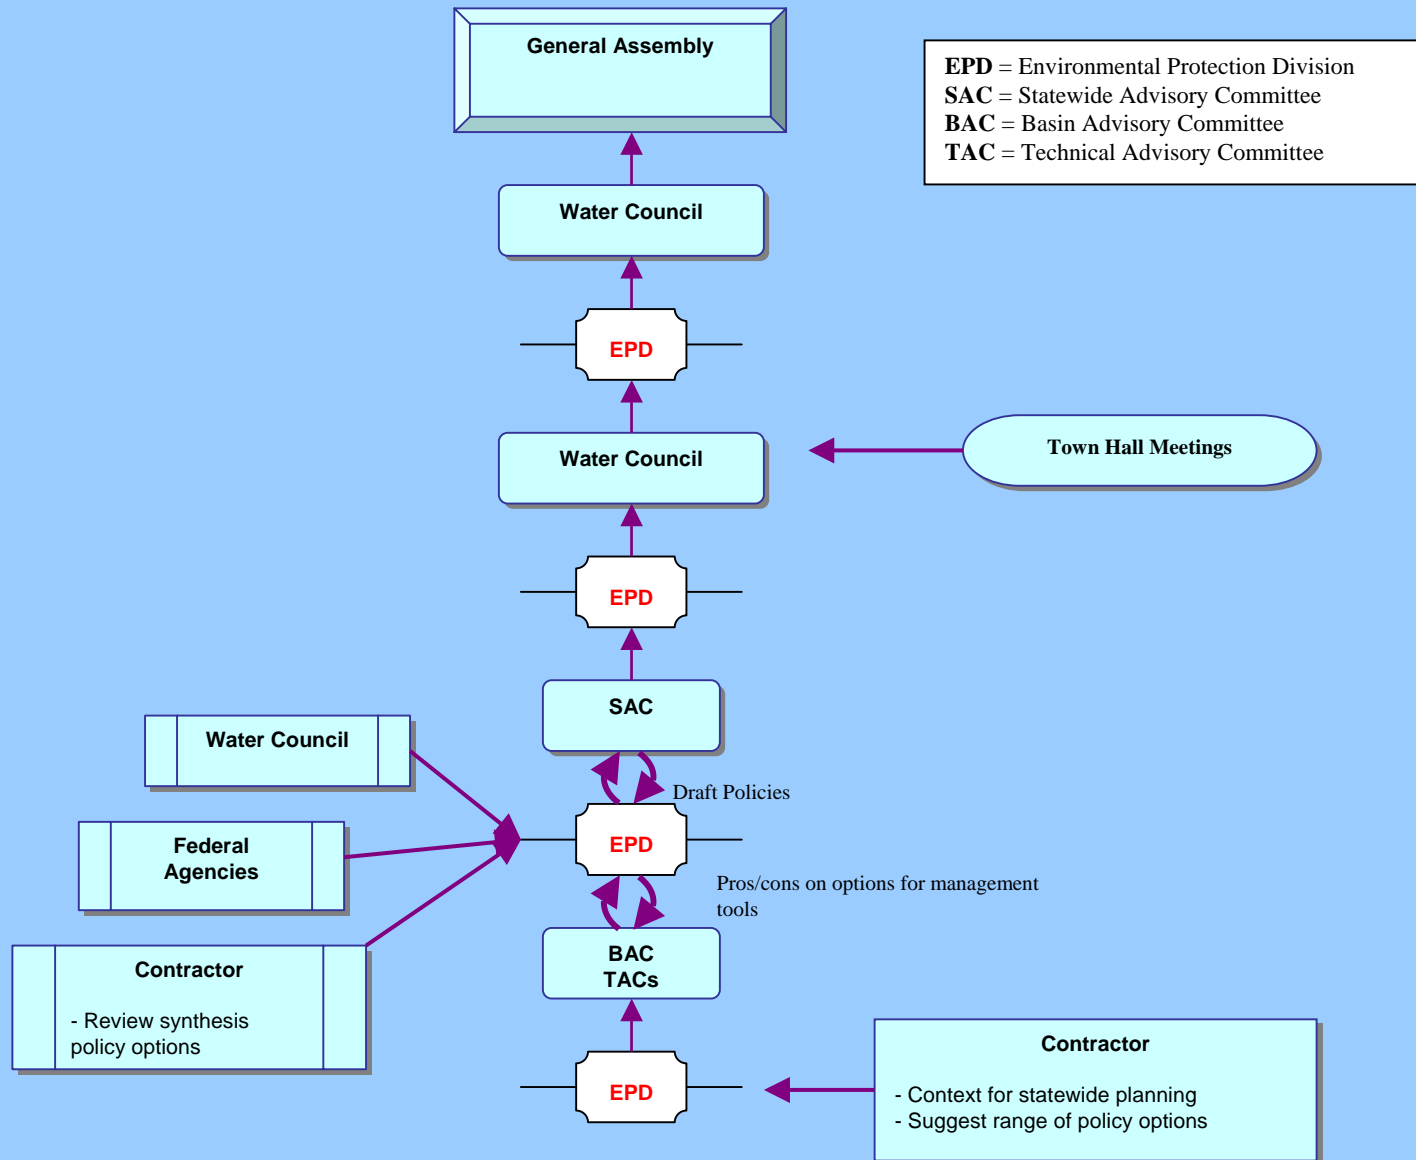 General Assembly
EPD = Environmental Protection Division
SAC = Statewide Advisory Committee
BAC = Basin Advisory Committee
TAC = Technical Advisory Committee
Water Council
EPD
Water Council
Town Hall Meetings
EPD
SAC
Water Council
Draft Policies
Federal
Agencies
EPD
Pros/cons on options for management
tools
BAC
TACs
Contractor
- Review synthesis
policy options
EPD
Contractor
- Context for statewide planning
- Suggest range of policy options